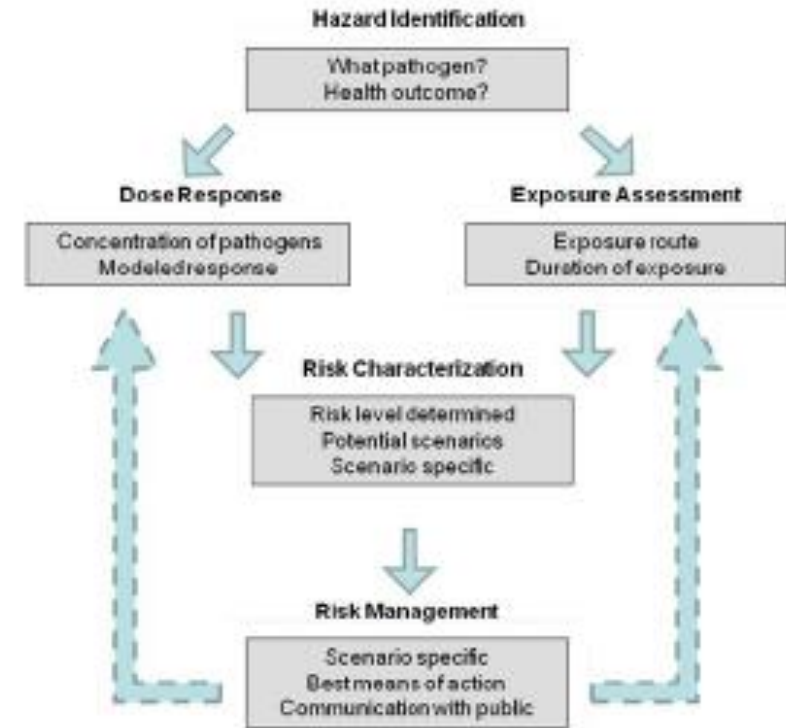 Hazard Identification
What pathogen?
Health outcome?
Dose Response
Concentration of pathogens
Modeled response
Exposure Assessment
Exposure route
Duration of exposure
Risk Characterization
Risk level determined
Potential scenarios
Scenario specific
Risk Management
Scenario specific
Best means of action
Communication with public